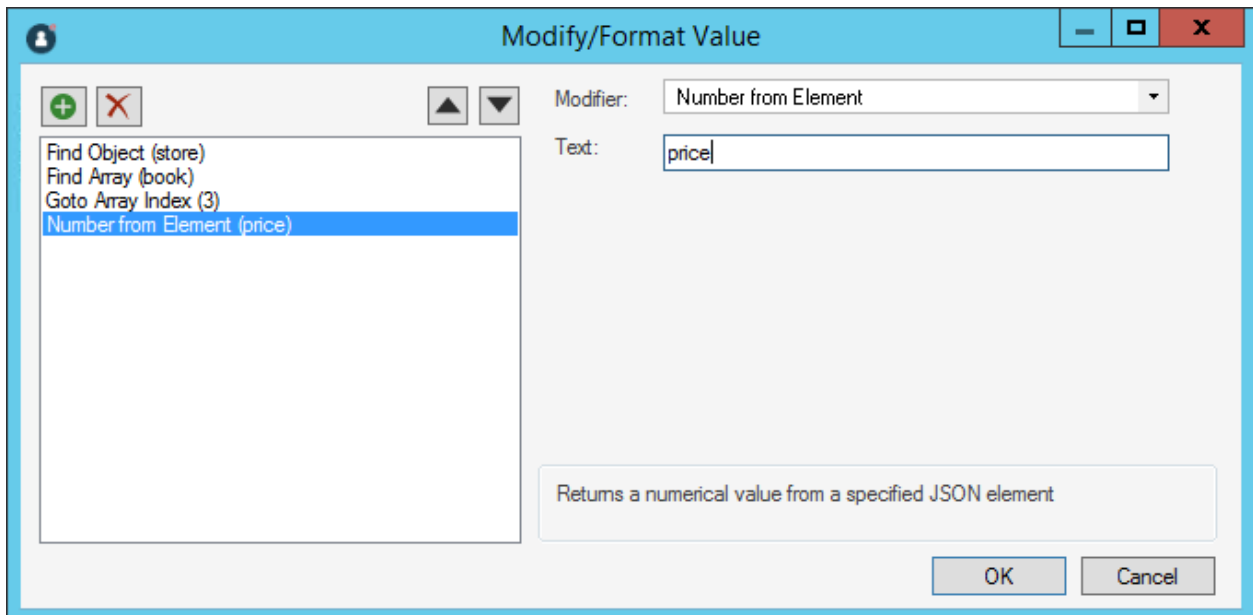 Modify/Format Value
X
Find Object (store)
Find Array (book)
Goto Array Index (3)
Number from Element (price)
Modifier:
Number from Element
Text:
price
Returns a numerical value from a specified JSON element
OK
Cancel